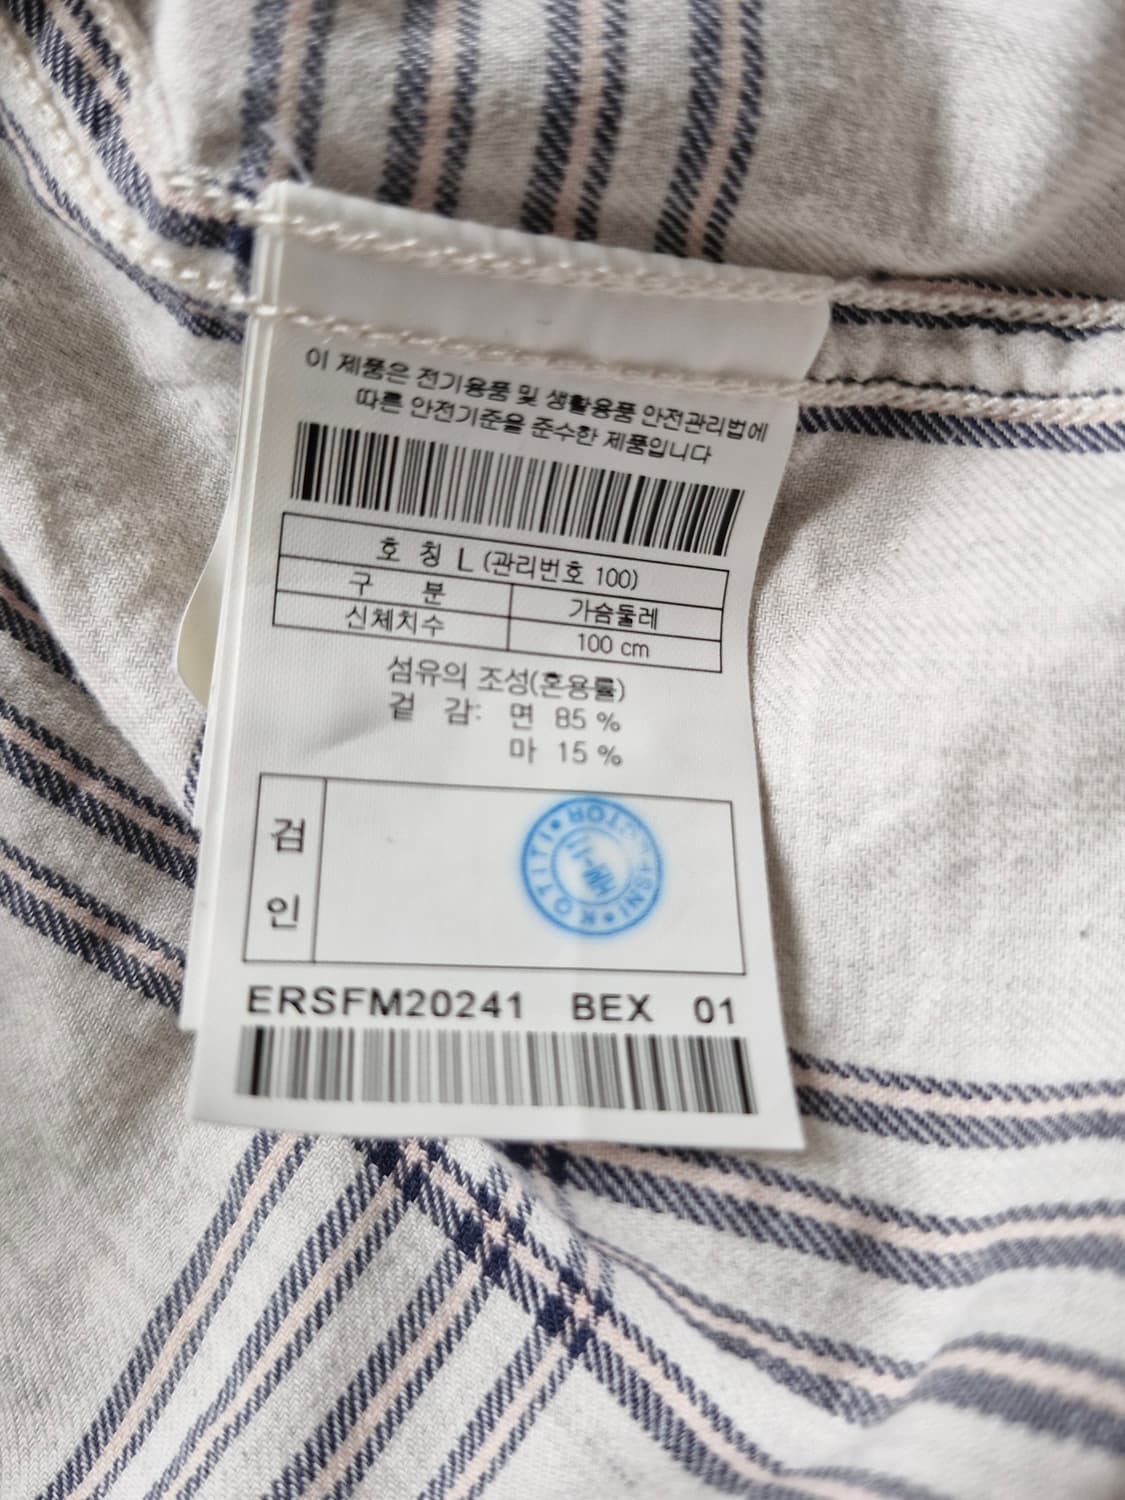 이 제품은 전기용품 및 생활용품 안전관리법에
따른 안전기준을 준수한 제품입니다
호 칭 L (관리번호 100)
구 분 가슴둘레
신체치수 100 cm
섬유의 조성(혼용률)
겉 감: 면 85 %
마 15 %
검
인
KOTITI
ERSFM20241 BEX 01